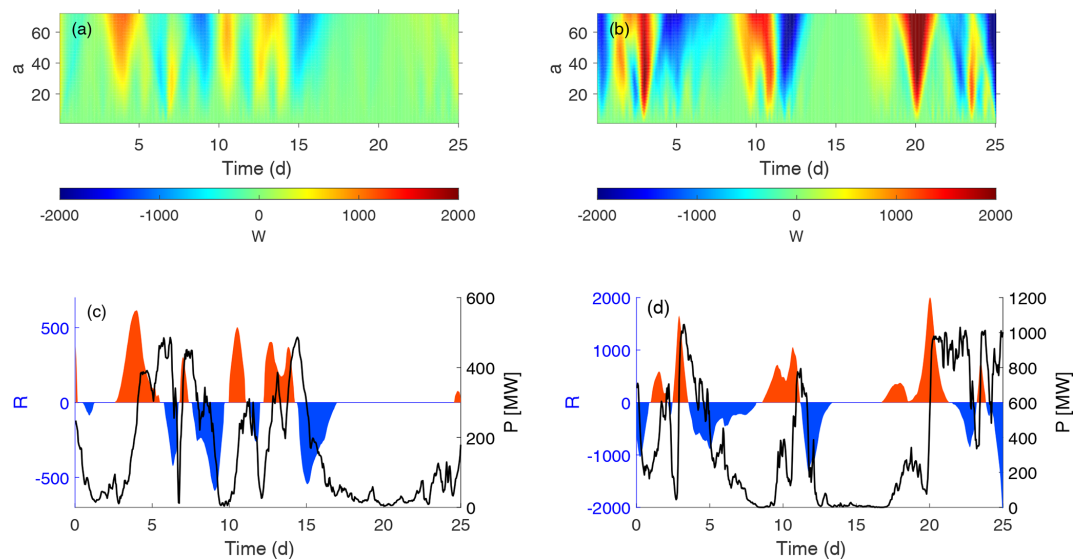 (a)
a
60
40
20
5 10 15 20 25
Time (d)
-2000 -1000 0 1000 2000
W
(b)
a
60
40
20
5 10 15 20 25
Time (d)
-2000 -1000 0 1000 2000
W
(c)
R
500
0
-500
600
400
200
0
P [MW]
0 5 10 15 20 25
Time (d)
(d)
R
2000
1000
0
-1000
-2000
1200
1000
800
600
400
200
0
P [MW]
0 5 10 15 20 25
Time (d)